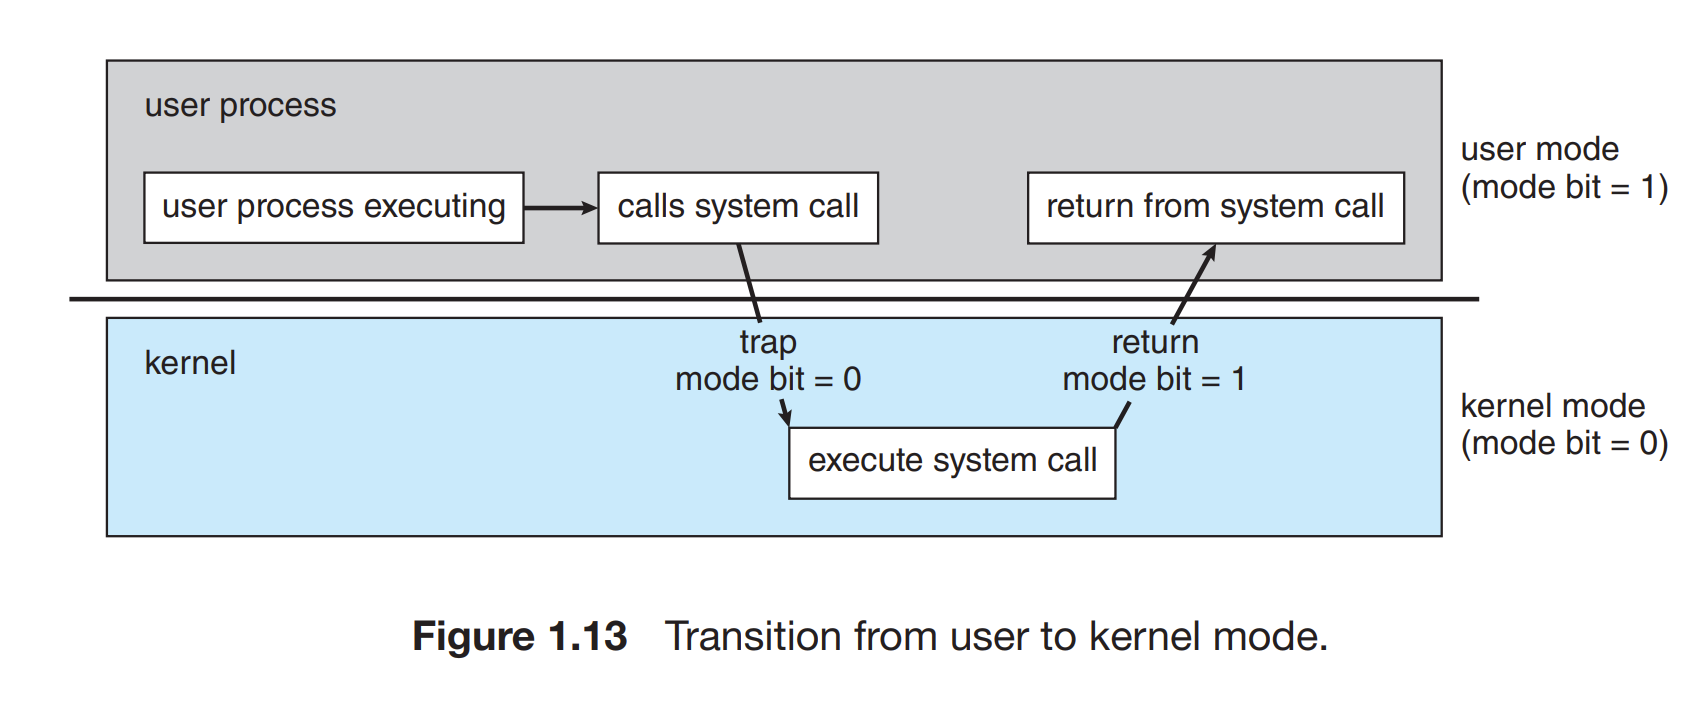 user process
user process executing
calls system call
return from system call
user mode
(mode bit = 1)
kernel
trap
mode bit = 0
return
mode bit = 1
execute system call
kernel mode
(mode bit = 0)
Figure 1.13 Transition from user to kernel mode.